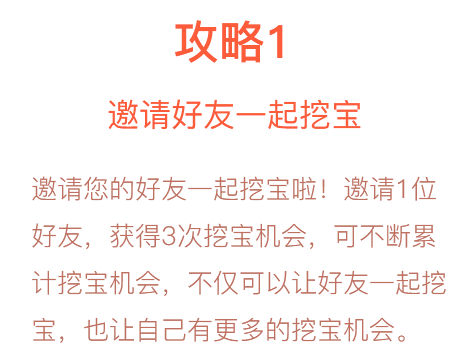 攻略1
邀请好友一起挖宝
邀请您的好友一起挖宝啦！邀请1位
好友，获得3次挖宝机会，可不断累
计挖宝机会，不仅可以让好友一起挖
宝，也让自己有更多的挖宝机会。